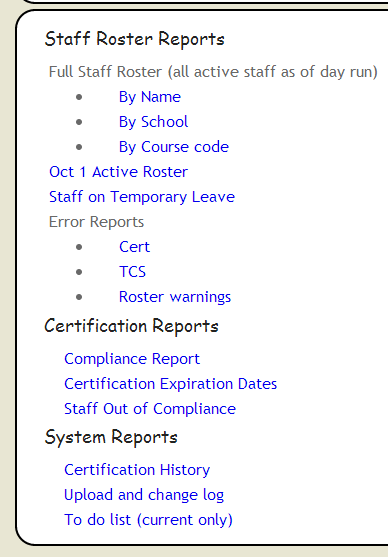 Staff Roster Reports
Full Staff Roster (all active staff as of day run)
• By Name
• By School
• By Course code
Oct 1 Active Roster
Staff on Temporary Leave
Error Reports
• Cert
• TCS
• Roster warnings
Certification Reports
Compliance Report
Certification Expiration Dates
Staff Out of Compliance
System Reports
Certification History
Upload and change log
To do list (current only)